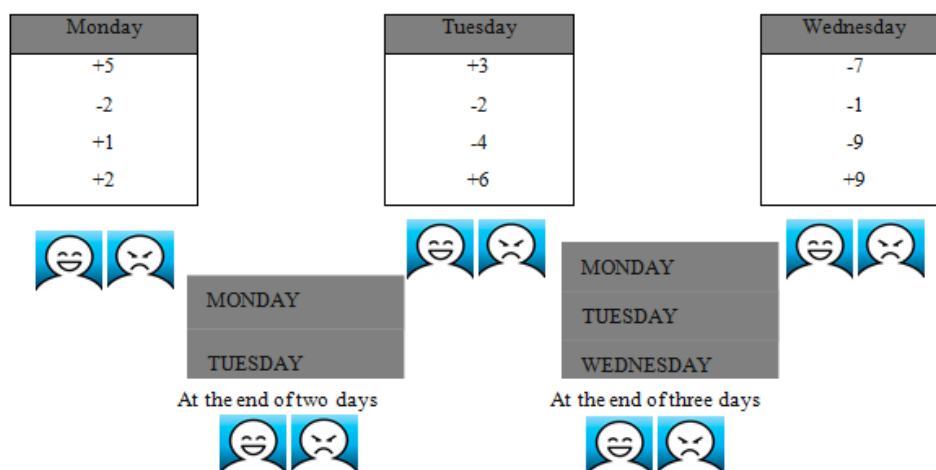 Monday
+5
-2
+1
+2
Tuesday
+3
-2
-4
+6
Wednesday
-7
-1
-9
+9
MONDAY
TUESDAY
At the end of two days
MONDAY
TUESDAY
WEDNESDAY
At the end of three days